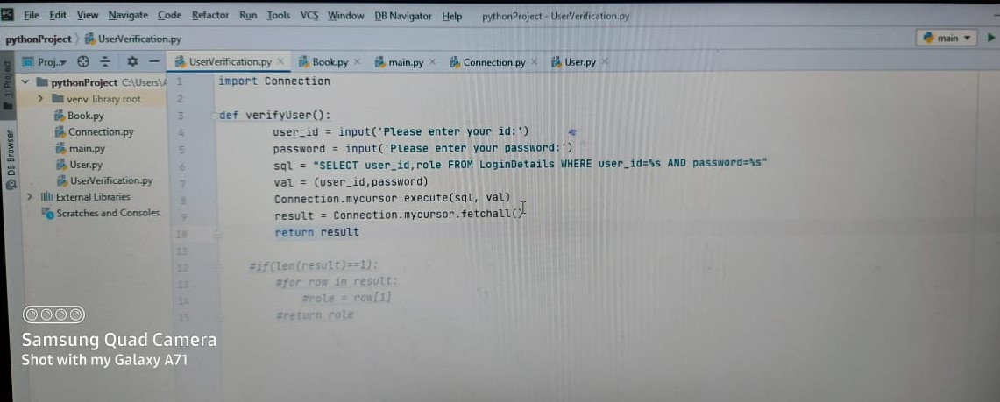 File Edit View Navigate Code Refactor Run Tools VCS Window DB Navigator Help pythonProject - UserVerification.py
pythonProject UserVerification.py main
Proj.. UserVerification.py Book.py main.py Connection.py User.py
1: Project
DB Browser
pythonProject C:\Users\
venv library root
Book.py
Connection.py
main.py
User.py
UserVerification.py
External Libraries
Scratches and Consoles
1 import Connection
2
3 def verifyUser():
4 user_id = input('Please enter your id:')
5 password = input('Please enter your password:')
6 sql = "SELECT user_id,role FROM LoginDetails WHERE user_id=%s AND password=%s"
7 val = (user_id,password)
8 Connection.mycursor.execute(sql, val)
9 result = Connection.mycursor.fetchall()
10 return result
11
12 #if(len(result)==1):
13 #for row in result:
14 #role = row[1]
15 #return role
Samsung Quad Camera
Shot with my Galaxy A71